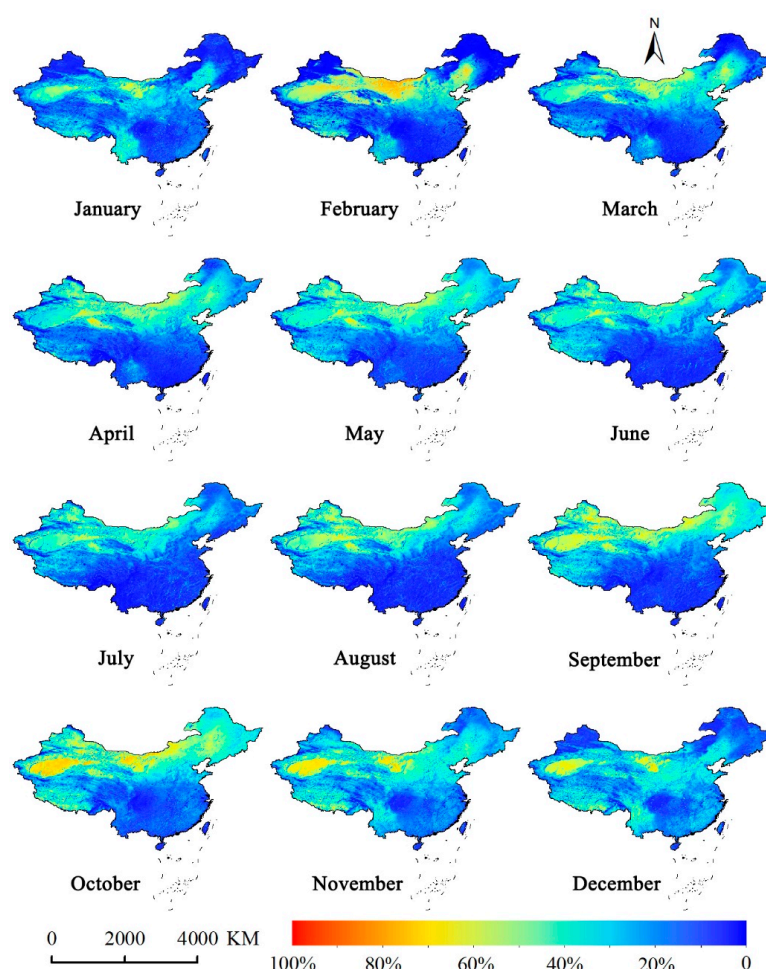 N
January
February
March
April
May
June
July
August
September
October
November
December
0 2000 4000 KM
100% 80% 60% 40% 20% 0